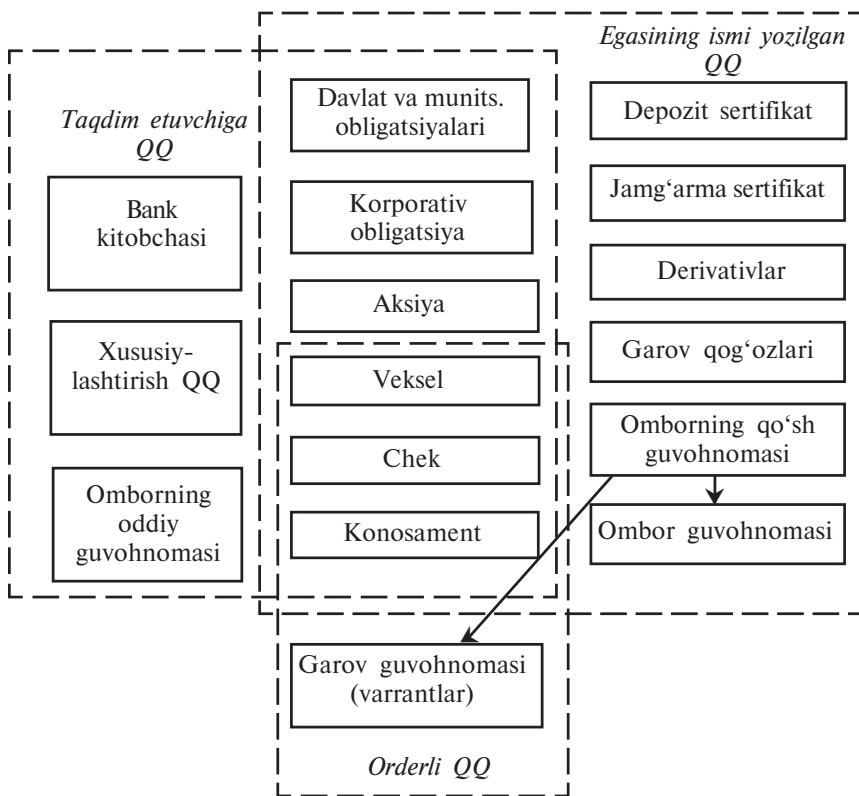 Egasining ismi yozilgan
QQ
Taqdim etuvchiga
QQ
Bank
kitobchasi
Xususiy-
lashtirish QQ
Omborning
oddiy
guvohnomasi
Davlat va munits.
obligatsiyalari
Korporativ
obligatsiya
Aksiya
Veksel
Chek
Konosament
Depozit sertifikat
Jamg‘arma sertifikat
Derivativlar
Garov qog‘ozlari
Omborning qo‘sh
guvohnomasi
Ombor guvohnomasi
Garov guvohnomasi
(varrantlar)
Orderli QQ